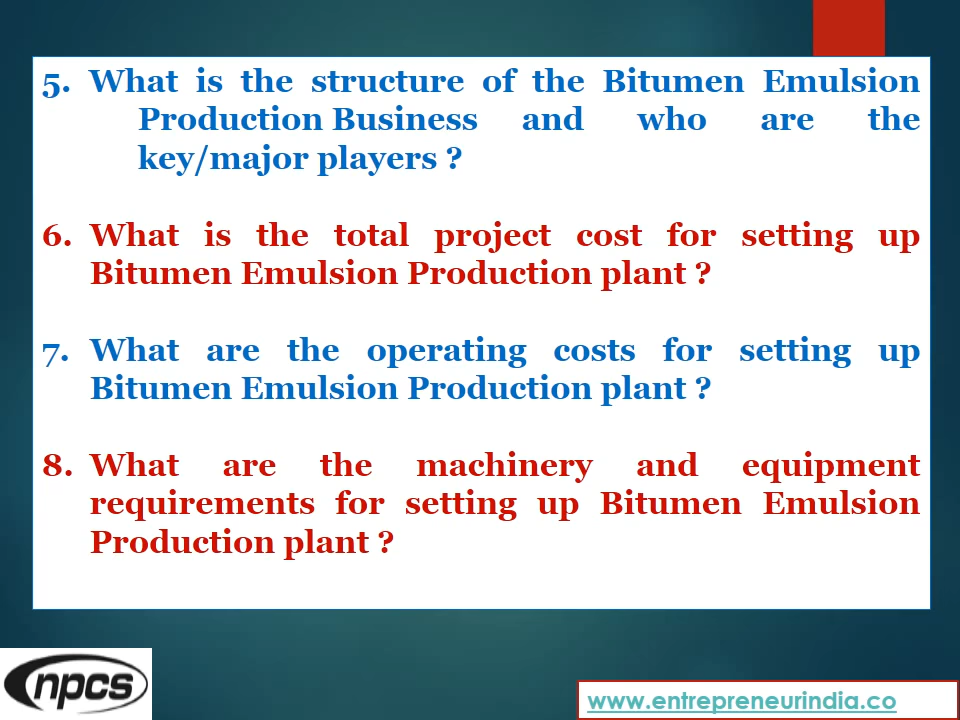 5. What is the structure of the Bitumen Emulsion
Production Business and who are the
key/major players ?
6. What is the total project cost for setting up
Bitumen Emulsion Production plant ?
7. What are the operating costs for setting up
Bitumen Emulsion Production plant ?
8. What are the machinery and equipment
requirements for setting up Bitumen Emulsion
Production plant ?
npcs
www.entrepreneurindia.co